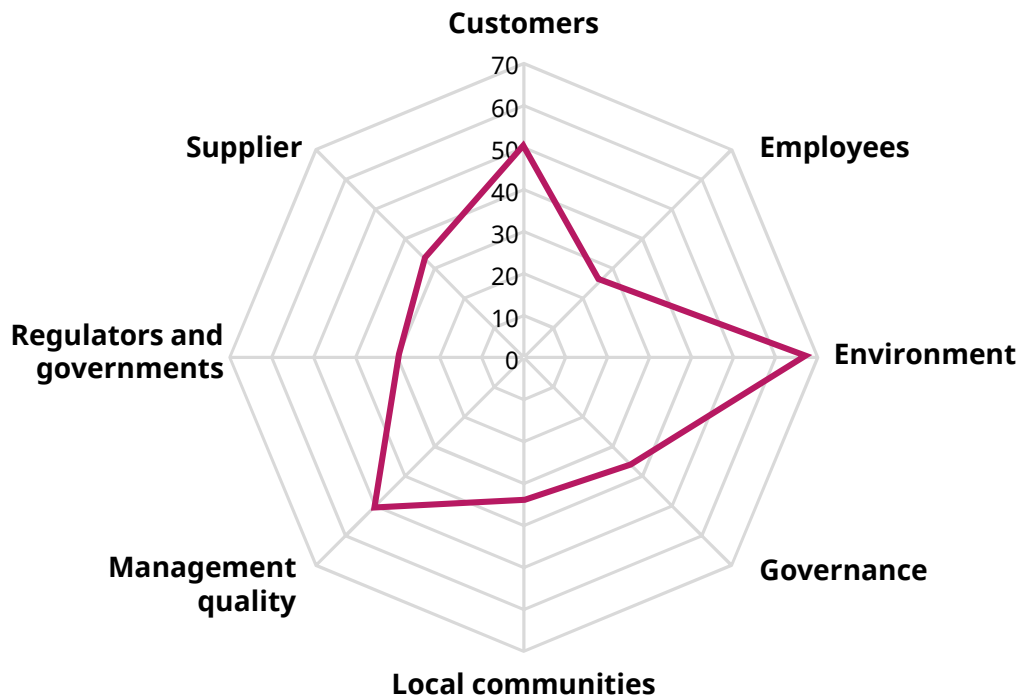 Customers
70
60
50
40
30
20
10
0
Supplier
Employees
Regulators and
governments
Environment
Management
quality
Governance
Local communities